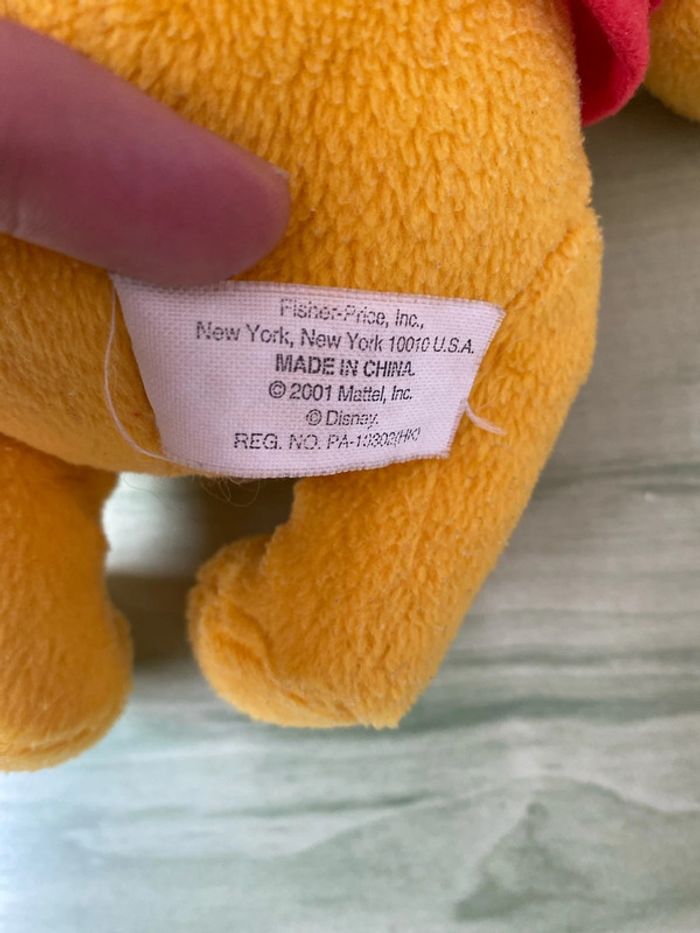 Fisher-Price, Inc.,
New York, New York 10010 U.S.A.
MADE IN CHINA.
© 2001 Mattel, Inc.
© Disney.
REG. NO. PA-10302(HK)